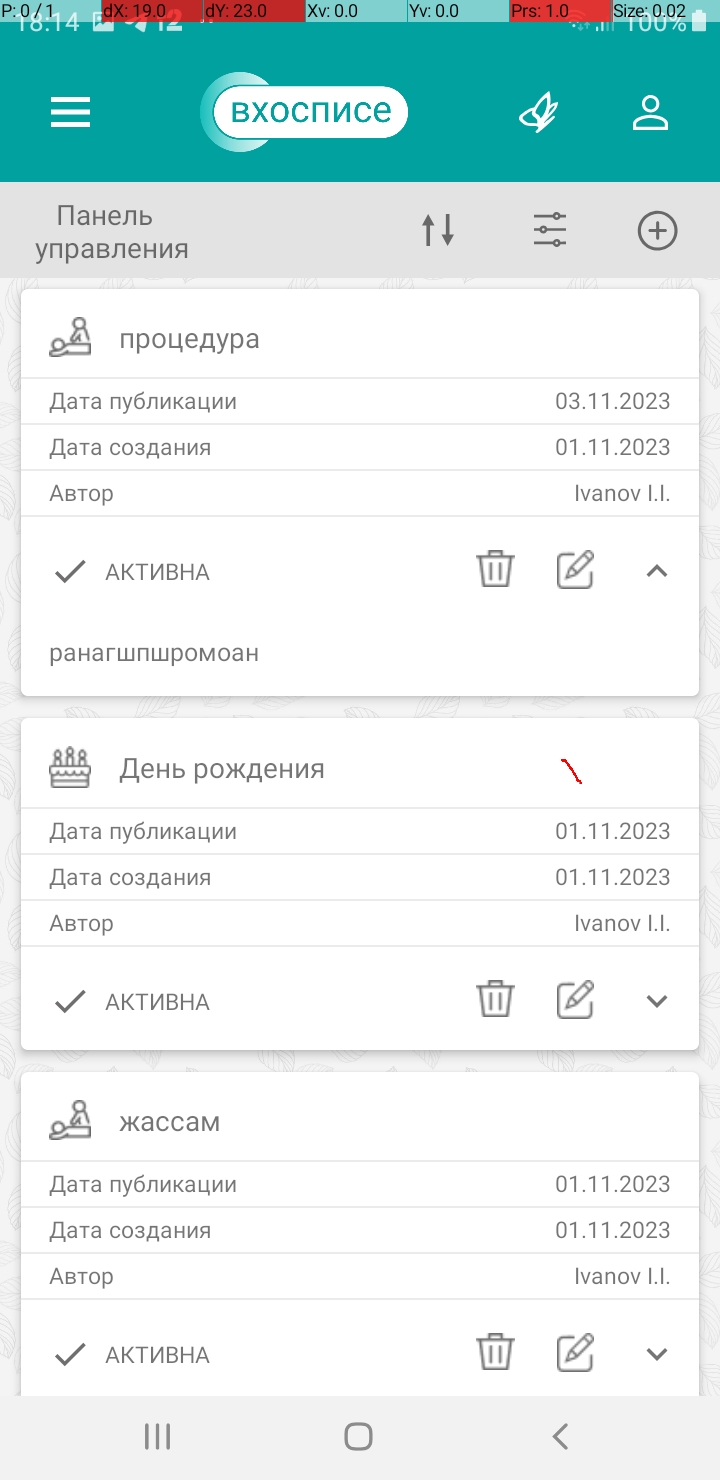 P: 0 / 1 dX: 19.0 dY: 23.0 Xv: 0.0 Yv: 0.0 Prs: 1.0 Size: 0.02
18:14 12 100%
вхосписе
Панель
управления
процедура
Дата публикации 03.11.2023
Дата создания 01.11.2023
Автор Ivanov I.I.
АКТИВНА
ранагшпшромоан
День рождения
Дата публикации 01.11.2023
Дата создания 01.11.2023
Автор Ivanov I.I.
АКТИВНА
жассам
Дата публикации 01.11.2023
Дата создания 01.11.2023
Автор Ivanov I.I.
АКТИВНА